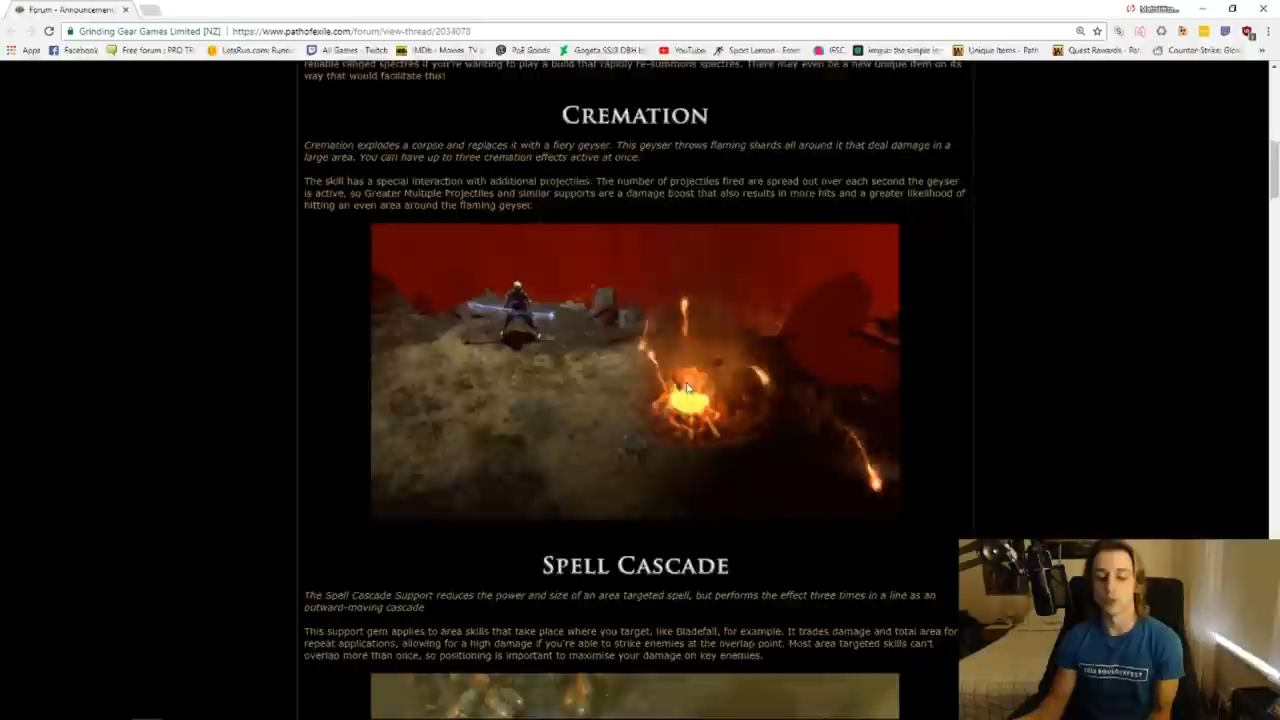 Forum - Announcement
Grinding Gear Games Limited [NZ] https://www.pathofexile.com/forum/view-thread/2034078
Apps Facebook Free forum : PRO TR All Games - Twitch IMDb - Movies, TV PoE Goods YouTube IFSC imgur: the simple Unique Items - Path Quest Rewards - Pat Counter-Strike: Glo
reliable ranged spectres if you're wanting to play a build that rapidly re-summons spectres. There may even be a new unique item on its
way that would facilitate this!
CREMATION
Cremation explodes a corpse and replaces it with a fiery geyser. This geyser throws flaming shards all around it that deal damage in a
large area. You can have up to three cremation effects active at once.
The skill has a special interaction with additional projectiles. The number of projectiles fired are spread out over each second the geyser
is active, so Greater Multiple Projectiles and similar supports are a damage boost that also results in more hits and a greater likelihood of
hitting an even area around the flaming geyser.
SPELL CASCADE
The Spell Cascade Support reduces the power and size of an area targeted spell, but performs the effect three times in a line as an
outward-moving cascade
This support gem applies to area skills that take place where you target, like Bladefall, for example. It trades damage and total area for
repeat applications, allowing for a high damage if you're able to strike enemies at the overlap point. Most area targeted skills can't
overlap more than once, so positioning is important to maximise your damage on key enemies.